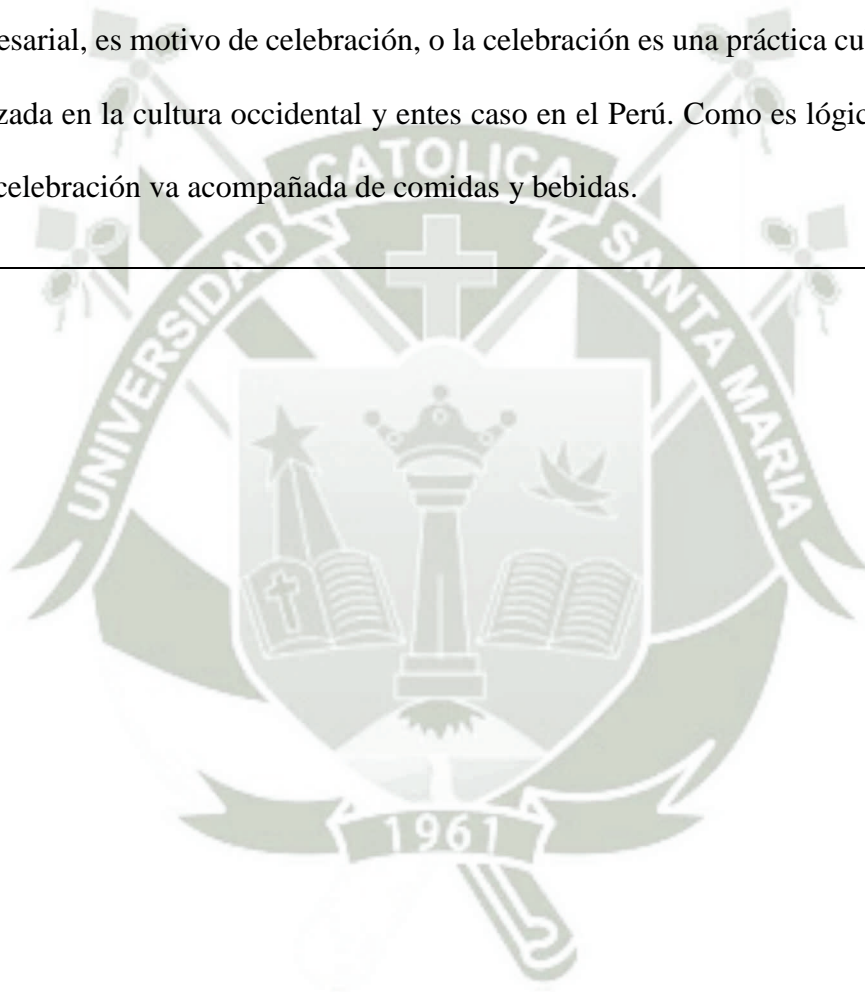 esarial, es motivo de celebración, o la celebración es una práctica cu
zada en la cultura occidental y entes caso en el Perú. Como es lógic
celebración va acompañada de comidas y bebidas.
UNIVERSIDAD CATOLICA SANTA MARIA
1961